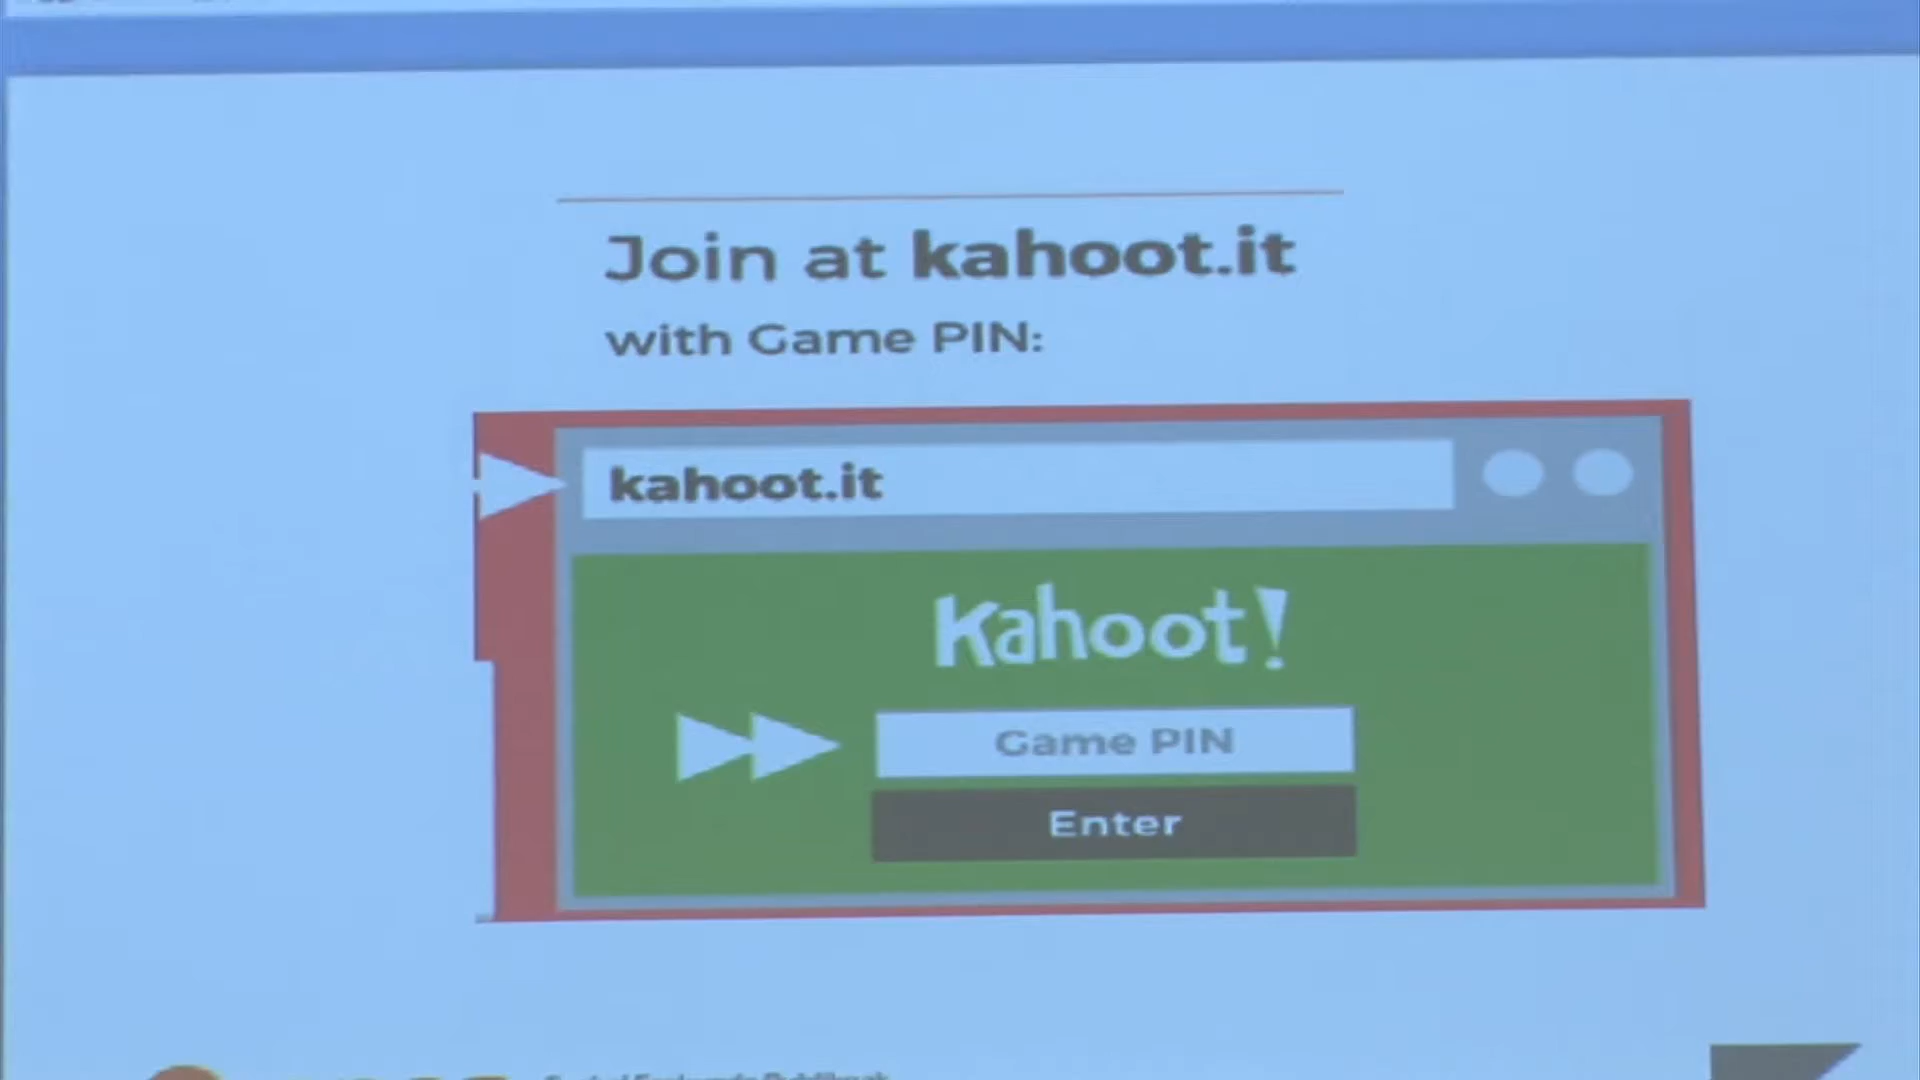 Join at kahoot.it
with Game PIN:
kahoot.it
Kahoot!
Game PIN
Enter